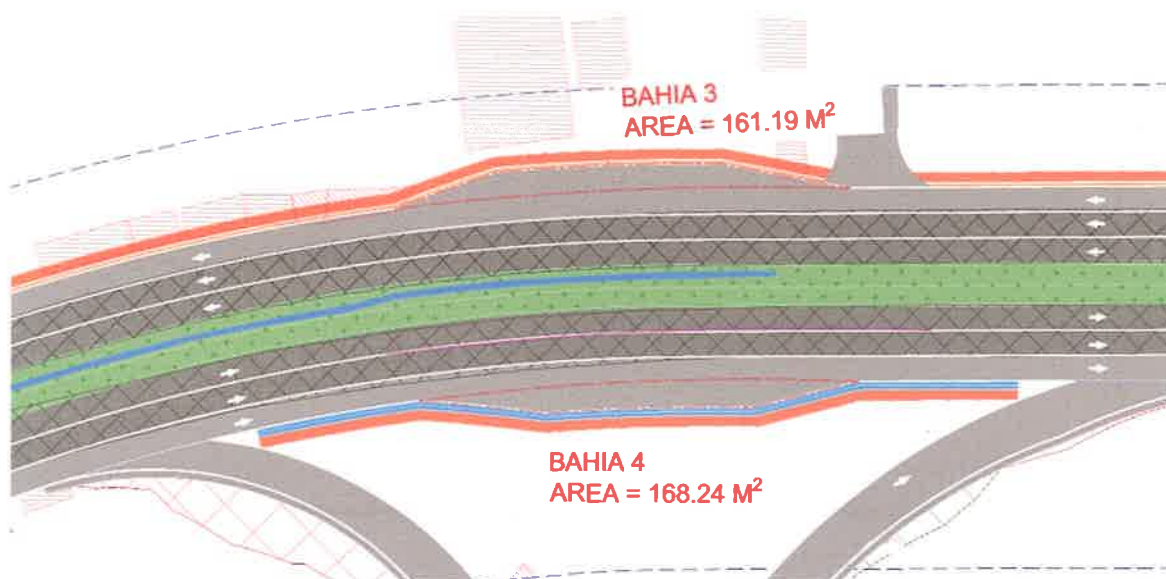 BAHIA 3
AREA = 161.19 M²
BAHIA 4
AREA = 168.24 M²